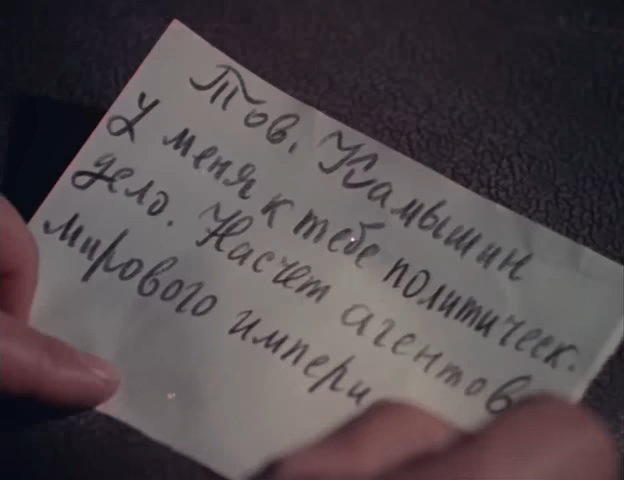 Тов. Камышин
У меня к тебе политическ.
дело. Насчет агентов
мирового импери